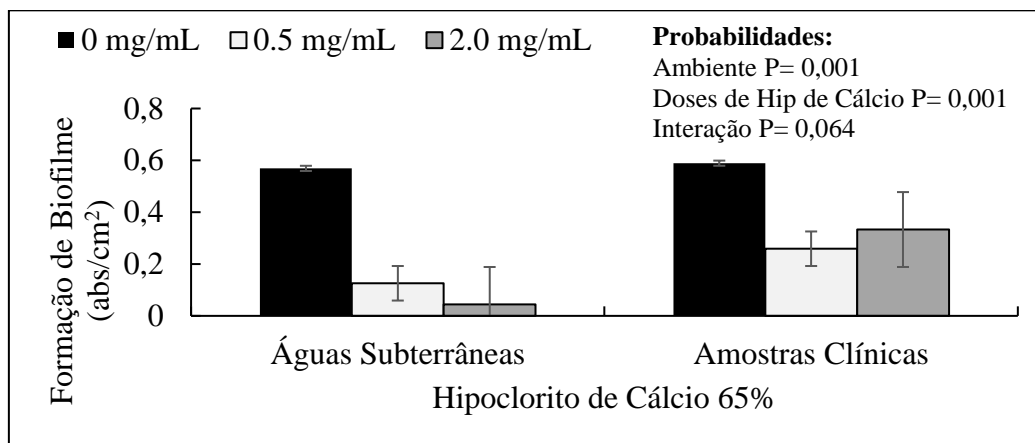 0 mg/mL 0.5 mg/mL 2.0 mg/mL
Probabilidades:
Ambiente P= 0,001
Doses de Hip de Cálcio P= 0,001
Interação P= 0,064
Formação de Biofilme
(abs/cm²)
0,8
0,6
0,4
0,2
0
Águas Subterrâneas
Amostras Clínicas
Hipoclorito de Cálcio 65%